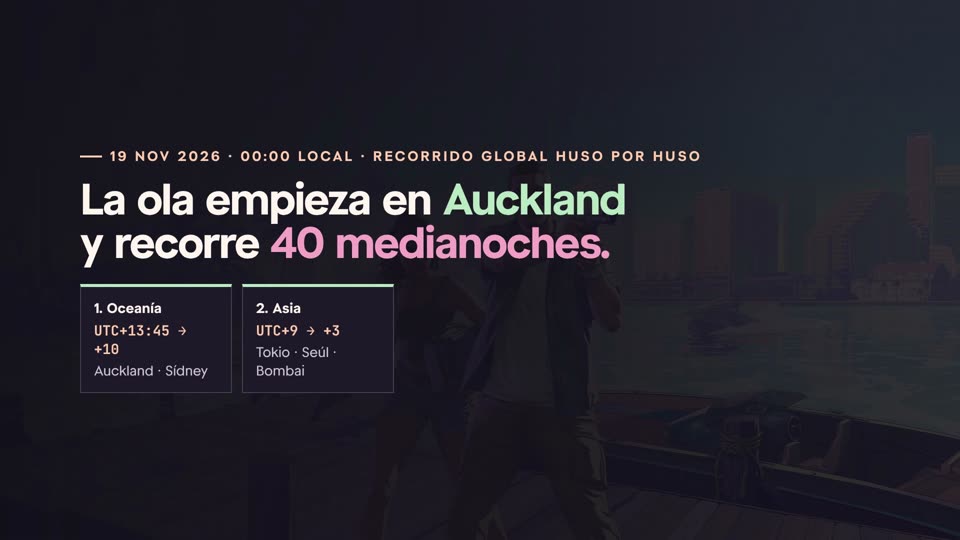 19 NOV 2026 · 00:00 LOCAL · RECORRIDO GLOBAL HUSO POR HUSO
La ola empieza en Auckland
y recorre 40 medianoches.
1. Oceanía
UTC+13:45 →
+10
Auckland · Sídney
2. Asia
UTC+9 → +3
Tokio · Seúl ·
Bombai